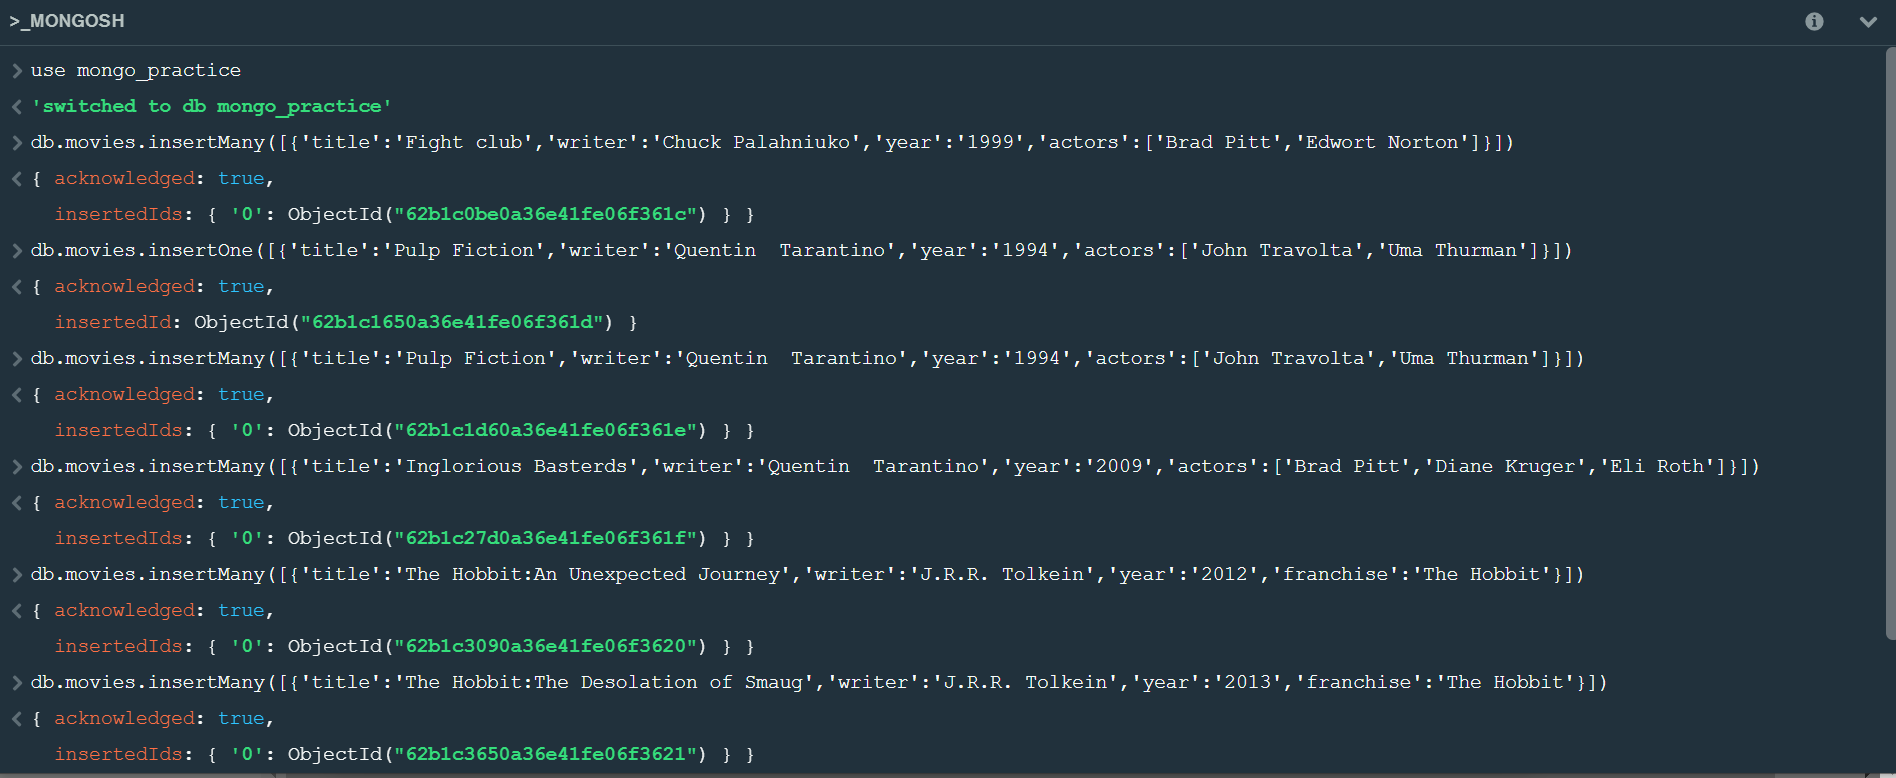 >_MONGOSH
> use mongo_practice
< 'switched to db mongo_practice'
> db.movies.insertMany([{'title':'Fight club','writer':'Chuck Palahniuko','year':'1999','actors':['Brad Pitt','Edwort Norton']}])
< { acknowledged: true,
insertedIds: { '0': ObjectId("62b1c0be0a36e41fe06f361c") } }
> db.movies.insertOne([{'title':'Pulp Fiction','writer':'Quentin  Tarantino','year':'1994','actors':['John Travolta','Uma Thurman']}])
< { acknowledged: true,
insertedId: ObjectId("62b1c1650a36e41fe06f361d") }
> db.movies.insertMany([{'title':'Pulp Fiction','writer':'Quentin  Tarantino','year':'1994','actors':['John Travolta','Uma Thurman']}])
< { acknowledged: true,
insertedIds: { '0': ObjectId("62b1c1d60a36e41fe06f361e") } }
> db.movies.insertMany([{'title':'Inglorious Basterds','writer':'Quentin  Tarantino','year':'2009','actors':['Brad Pitt','Diane Kruger','Eli Roth']}])
< { acknowledged: true,
insertedIds: { '0': ObjectId("62b1c27d0a36e41fe06f361f") } }
> db.movies.insertMany([{'title':'The Hobbit:An Unexpected Journey','writer':'J.R.R. Tolkein','year':'2012','franchise':'The Hobbit'}])
< { acknowledged: true,
insertedIds: { '0': ObjectId("62b1c3090a36e41fe06f3620") } }
> db.movies.insertMany([{'title':'The Hobbit:The Desolation of Smaug','writer':'J.R.R. Tolkein','year':'2013','franchise':'The Hobbit'}])
< { acknowledged: true,
insertedIds: { '0': ObjectId("62b1c3650a36e41fe06f3621") } }